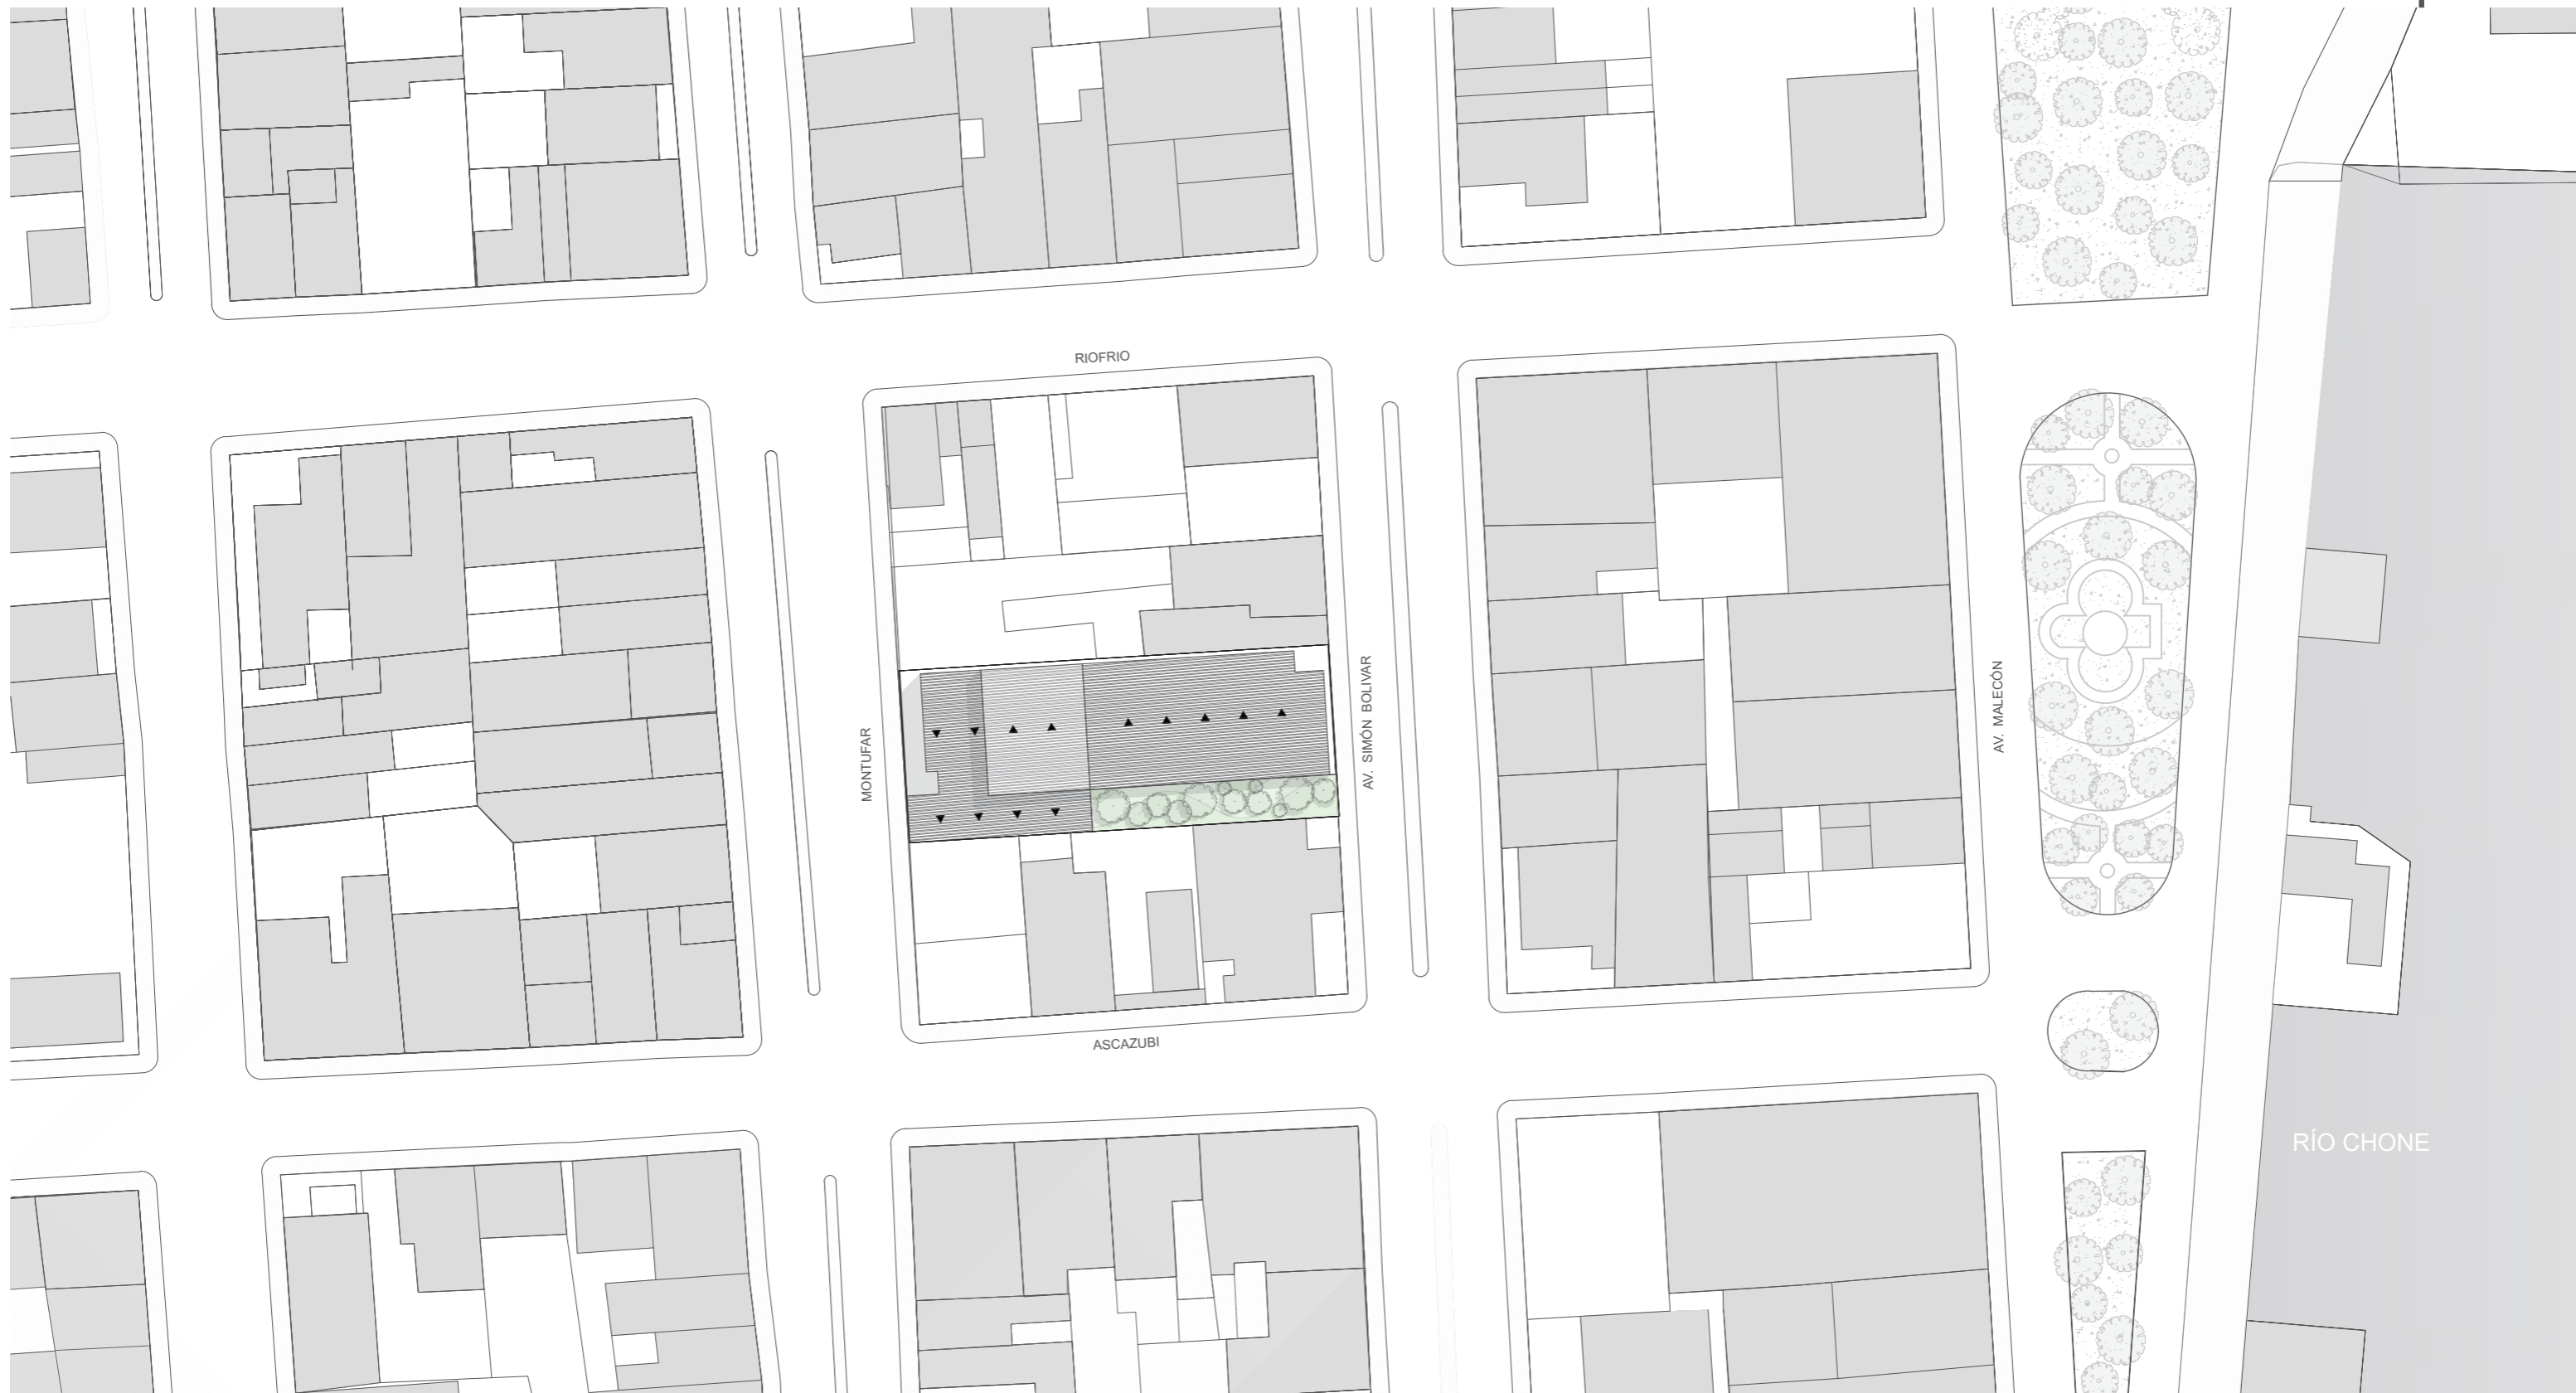 RIOFRIO
MONTUFAR
AV. SIMÓN BOLIVAR
AV. MALECÓN
ASCAZUBI
RÍO CHONE